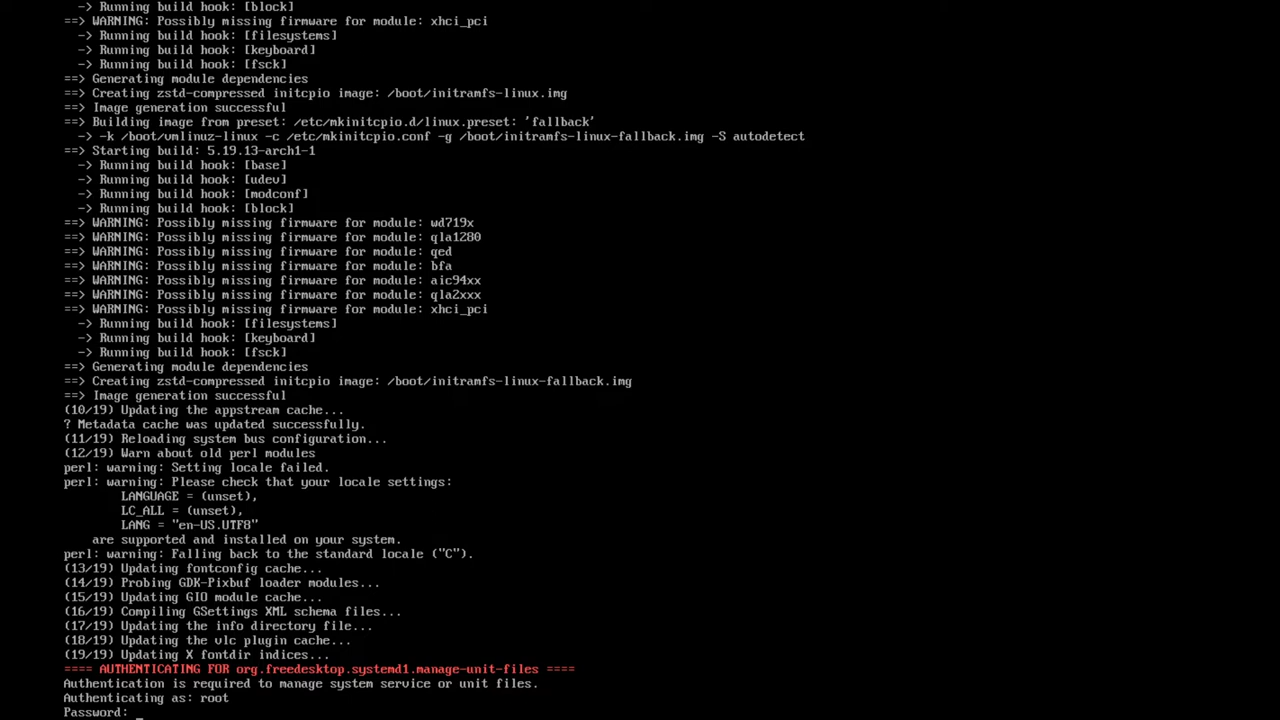 -> Running build hook: [block]
==> WARNING: Possibly missing firmware for module: xhci_pci
-> Running build hook: [filesystems]
-> Running build hook: [keyboard]
-> Running build hook: [fsck]
==> Generating module dependencies
==> Creating zstd-compressed initcpio image: /boot/initramfs-linux.img
==> Image generation successful
==> Building image from preset: /etc/mkinitcpio.d/linux.preset: 'fallback'
-> -k /boot/vmlinuz-linux -c /etc/mkinitcpio.conf -g /boot/initramfs-linux-fallback.img -S autodetect
==> Starting build: 5.19.13-arch1-1
-> Running build hook: [base]
-> Running build hook: [udev]
-> Running build hook: [modconf]
-> Running build hook: [block]
==> WARNING: Possibly missing firmware for module: wd719x
==> WARNING: Possibly missing firmware for module: qla1280
==> WARNING: Possibly missing firmware for module: qed
==> WARNING: Possibly missing firmware for module: bfa
==> WARNING: Possibly missing firmware for module: aic94xx
==> WARNING: Possibly missing firmware for module: qla2xxx
==> WARNING: Possibly missing firmware for module: xhci_pci
-> Running build hook: [filesystems]
-> Running build hook: [keyboard]
-> Running build hook: [fsck]
==> Generating module dependencies
==> Creating zstd-compressed initcpio image: /boot/initramfs-linux-fallback.img
==> Image generation successful
(10/19) Updating the appstream cache...
? Metadata cache was updated successfully.
(11/19) Reloading system bus configuration...
(12/19) Warn about old perl modules
perl: warning: Setting locale failed.
perl: warning: Please check that your locale settings:
LANGUAGE = (unset),
LC_ALL = (unset),
LANG = "en-US.UTF8"
are supported and installed on your system.
perl: warning: Falling back to the standard locale ("C").
(13/19) Updating fontconfig cache...
(14/19) Probing GDK-Pixbuf loader modules...
(15/19) Updating GIO module cache...
(16/19) Compiling GSettings XML schema files...
(17/19) Updating the info directory file...
(18/19) Updating the vlc plugin cache...
(19/19) Updating X fontdir indices...
==== AUTHENTICATING FOR org.freedesktop.systemd1.manage-unit-files ====
Authentication is required to manage system service or unit files.
Authenticating as: root
Password: _